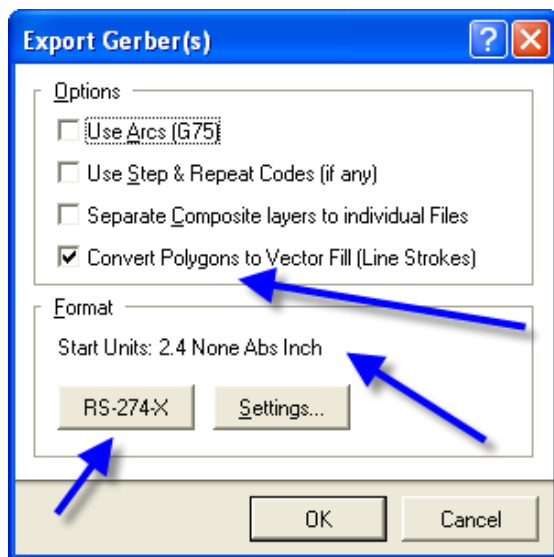 Export Gerber(s)
Options
Use Arcs (G75)
Use Step & Repeat Codes (if any)
Separate Composite layers to individual Files
Convert Polygons to Vector Fill (Line Strokes)
Format
Start Units: 2.4 None Abs Inch
RS-274-X Settings...
OK Cancel